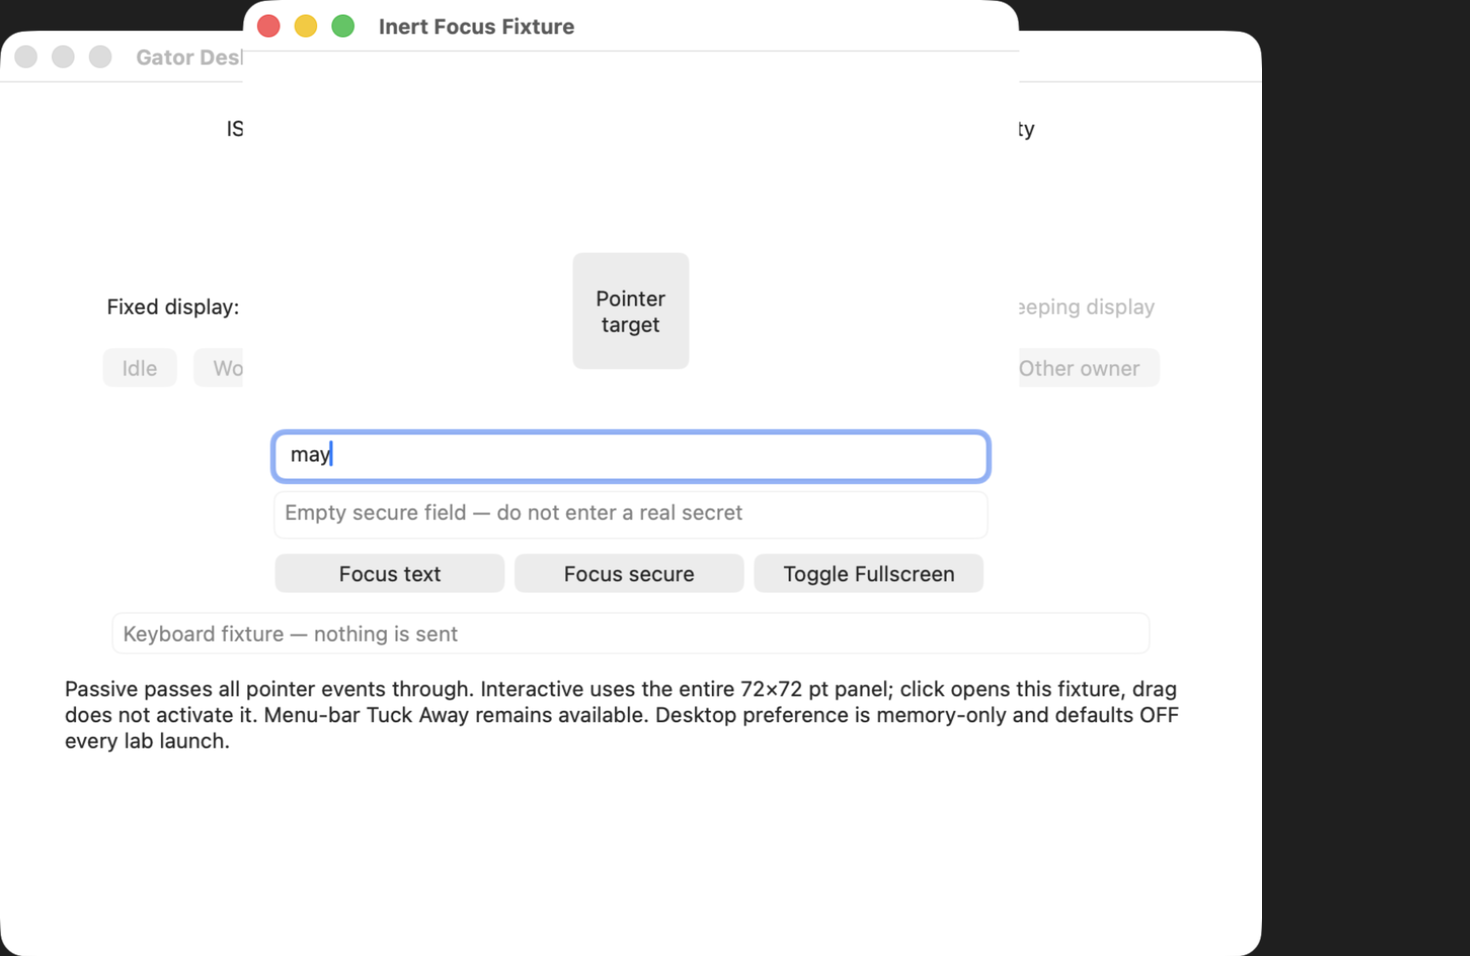 Inert Focus Fixture
Gator Des
IS
ty
Pointer
target
Fixed display:
eeping display
Idle
Wo
Other owner
may
Empty secure field — do not enter a real secret
Focus text
Focus secure
Toggle Fullscreen
Keyboard fixture — nothing is sent
Passive passes all pointer events through. Interactive uses the entire 72×72 pt panel; click opens this fixture, drag
does not activate it. Menu-bar Tuck Away remains available. Desktop preference is memory-only and defaults OFF
every lab launch.